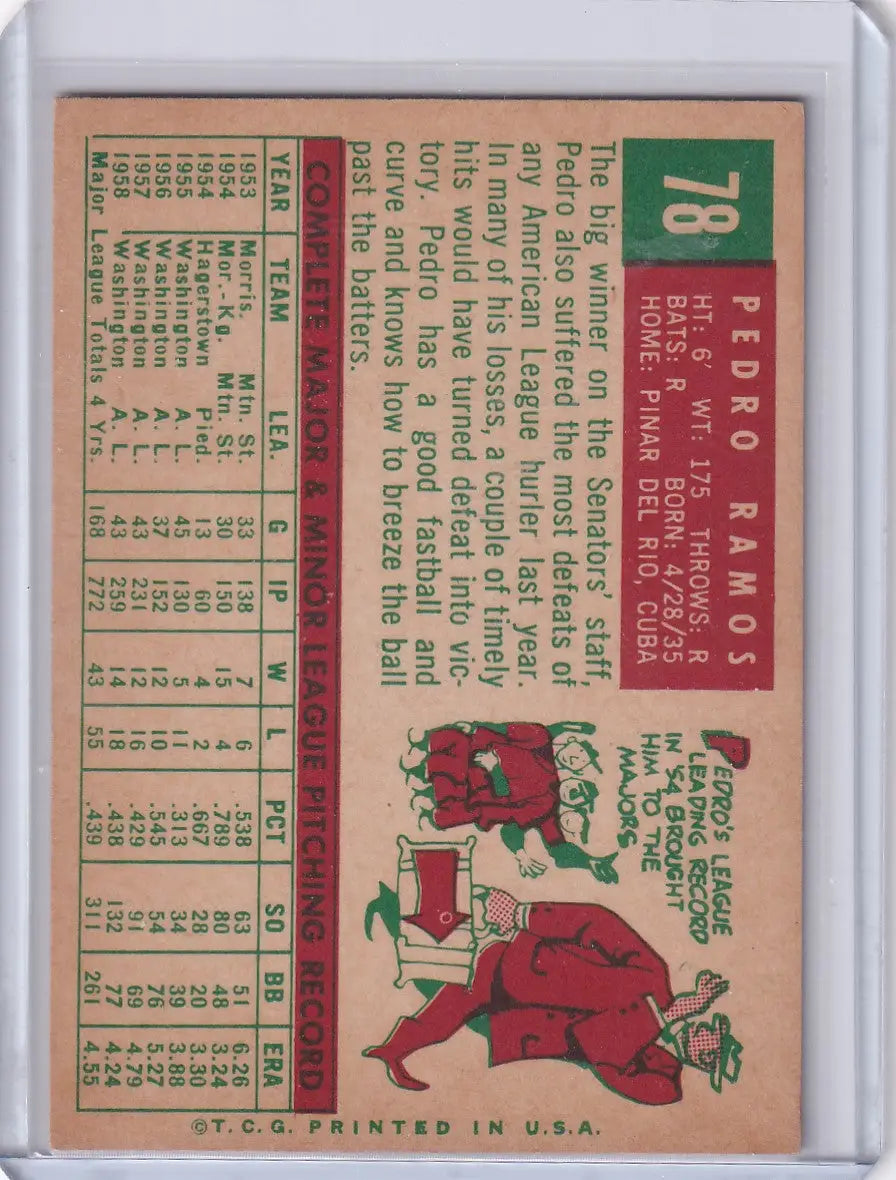 78
PEDRO RAMOS
HT: 6' WT: 175 THROWS: R
BATS: R BORN: 4/28/35
HOME: PINAR DEL RIO, CUBA
The big winner on the Senators' staff,
Pedro also suffered the most defeats of
any American League hurler last year.
In many of his losses, a couple of timely
hits would have turned defeat into vic-
tory. Pedro has a good fastball and
curve and knows how to breeze the ball
past the batters.
PEDRO'S LEAGUE
LEADING RECORD
IN '54 BROUGHT
HIM TO THE
MAJORS
COMPLETE MAJOR & MINOR LEAGUE PITCHING RECORD
YEAR TEAM LEA. G IP W L PCT SO BB ERA
1953 Morris. Mtn. St. 33 138 7 6 .538 63 51 6.26
1954 Mor.-Kg. Mtn. St. 30 150 15 4 .789 80 48 3.24
1954 Hagerstown Pied. 13 60 4 2 .667 28 20 3.30
1955 Washington A. L. 45 130 5 11 .313 34 39 3.88
1956 Washington A. L. 37 152 12 10 .545 54 76 5.27
1957 Washington A. L. 43 231 12 16 .429 91 69 4.79
1958 Washington A. L. 43 259 14 18 .438 132 77 4.24
Major League Totals 4 Yrs. 168 772 43 55 .439 311 261 4.55
©T.C.G. PRINTED IN U.S.A.